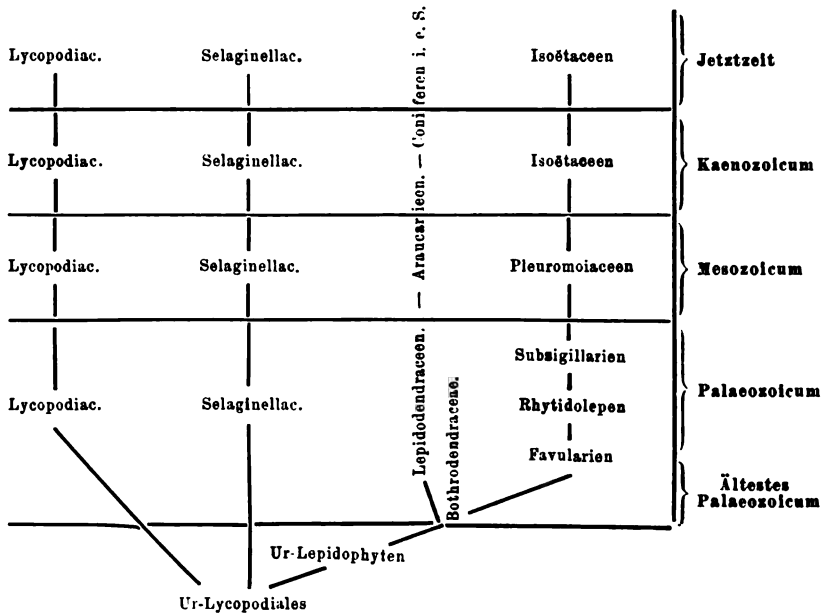 Lycopodiac. Selaginellac. Isoëtaceen Jetztzeit
Lycopodiac. Selaginellac. Isoëtaceen Kaenozoicum
Lycopodiac. Selaginellac. Pleuromoiaceen Mesozoicum
Lepidodendraceen. — Araucarieen. — Coniferen i. e. S.
Bothrodendraceae.
Subsigillarien
Lycopodiac. Selaginellac. Rhytidolepen Palaeozoicum
Favularien
Ältestes
Palaeozoicum
Ur-Lepidophyten
Ur-Lycopodiales